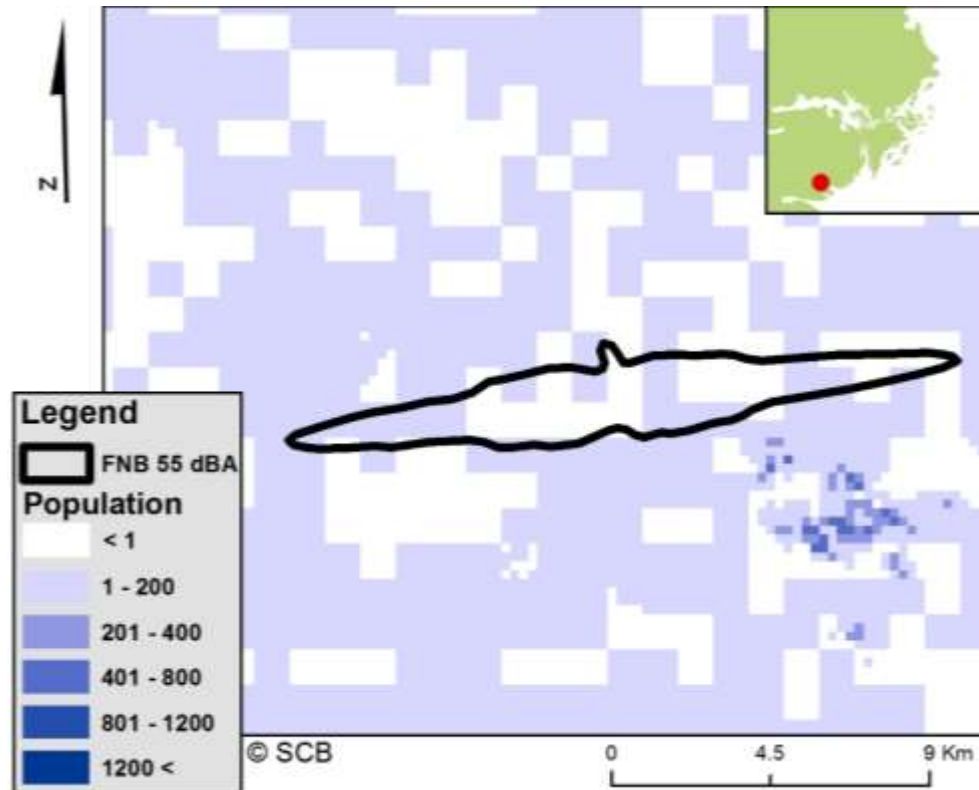 Z
Legend
FNB 55 dBA
Population
< 1
1 - 200
201 - 400
401 - 800
801 - 1200
1200 <
© SCB
0 4.5 9 Km